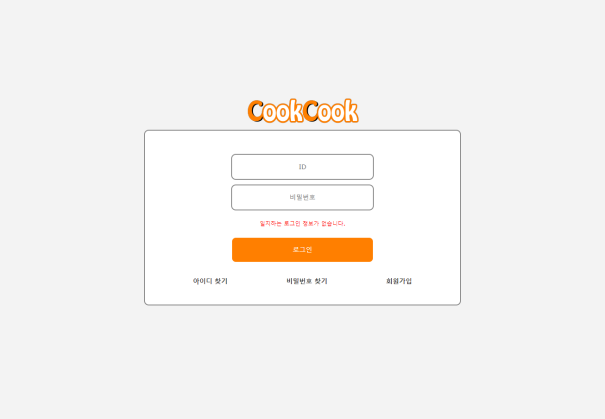 CookCook
ID
비밀번호
일치하는 로그인 정보가 없습니다.
로그인
아이디 찾기
비밀번호 찾기
회원가입